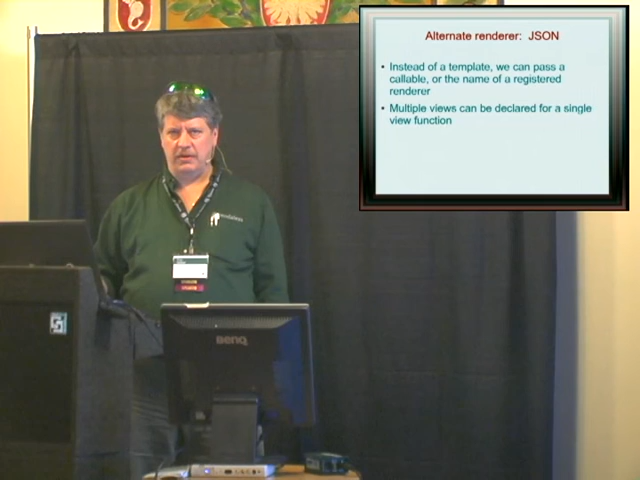 Alternate renderer: JSON
• Instead of a template, we can pass a
callable, or the name of a registered
renderer
• Multiple views can be declared for a single
view function
BenQ